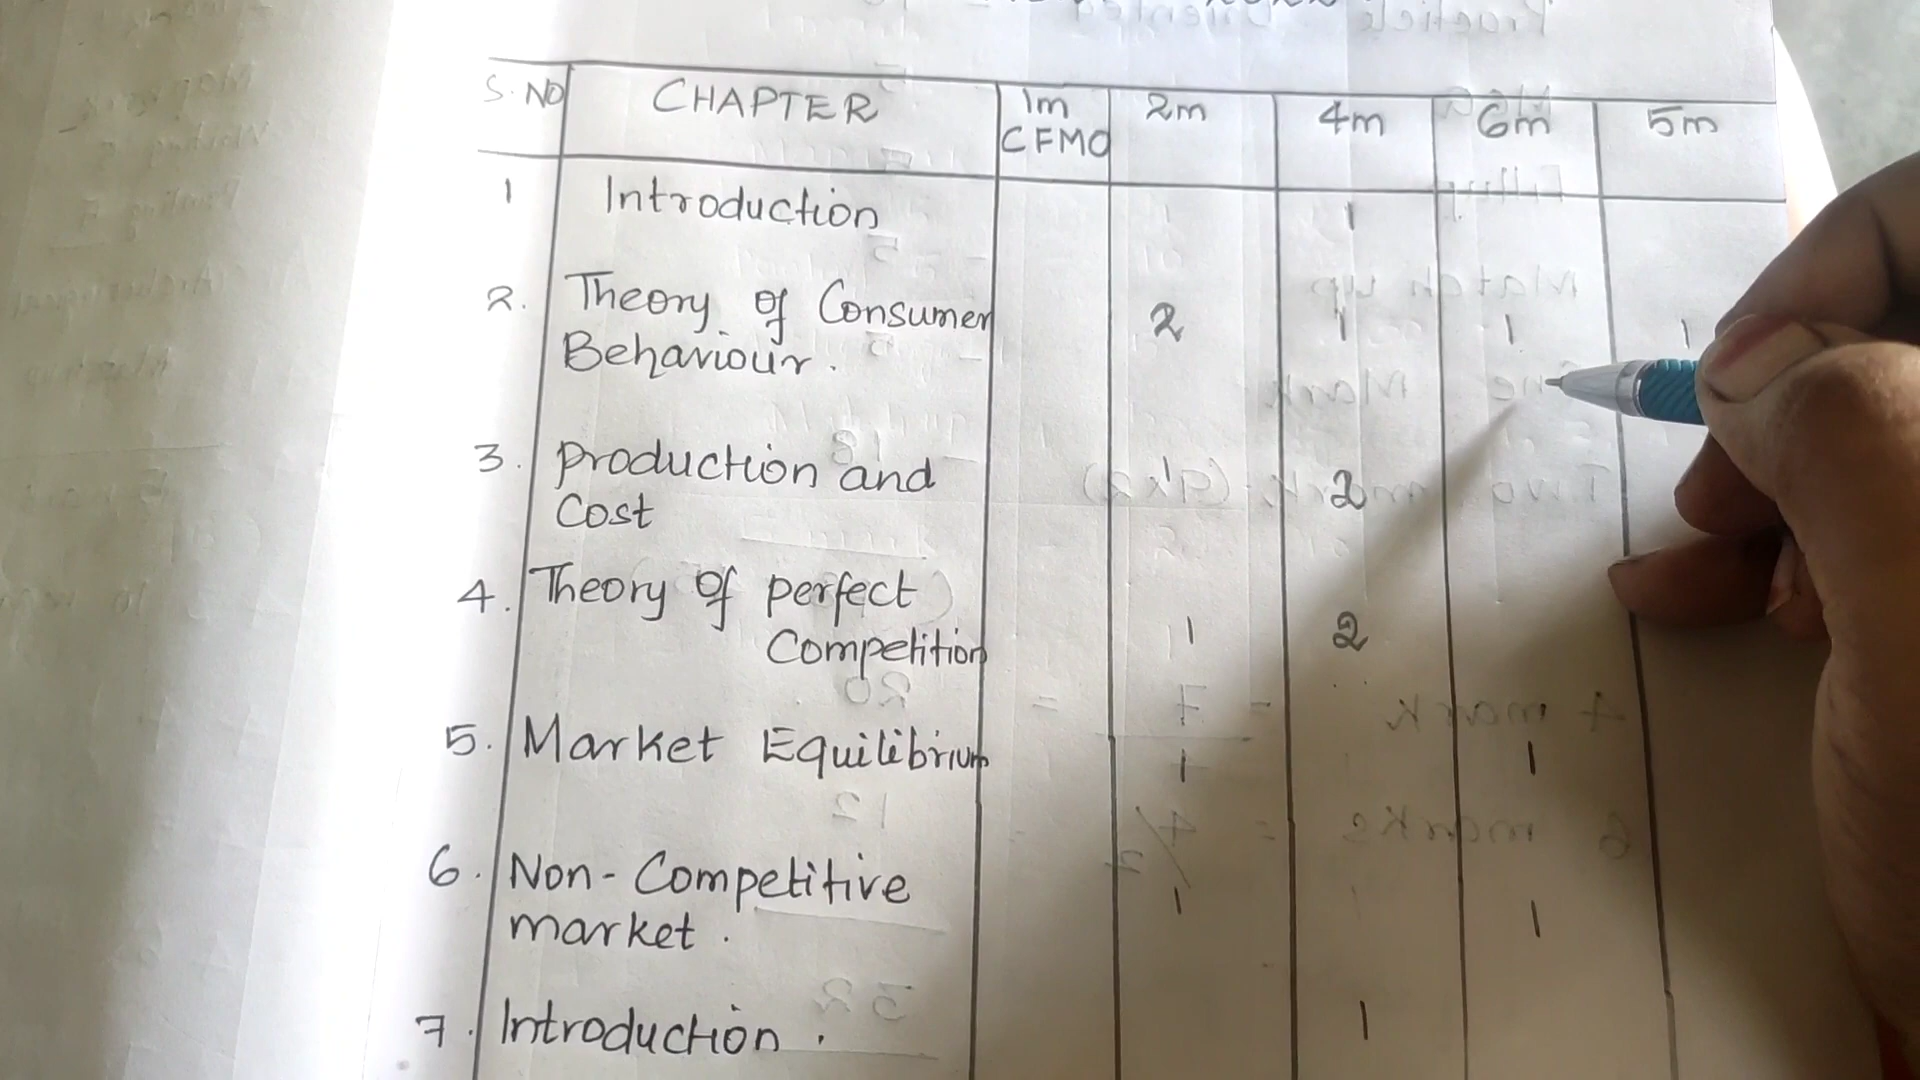 S.NO CHAPTER 1m CFMQ 2m 4m 6m 5m
1 Introduction 1
2. Theory of Consumer Behaviour. 2 1 1 1
3. Production and Cost 2
4. Theory of perfect Competition 1 2
5. Market Equilibrium 1 1
6. Non-Competitive market. 1 1
7. Introduction. 1